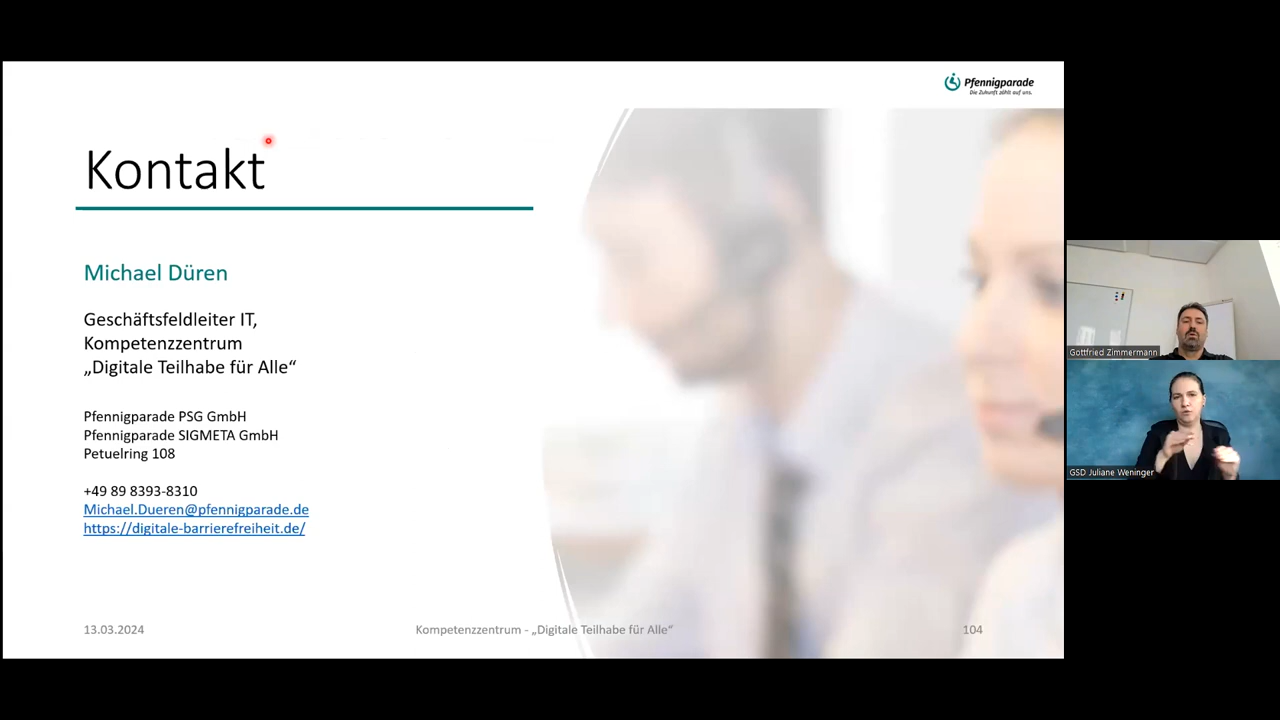 Pfennigparade
Die Zukunft zählt auf uns.
Kontakt
Michael Düren
Geschäftsfeldleiter IT,
Kompetenzzentrum
„Digitale Teilhabe für Alle“
Pfennigparade PSG GmbH
Pfennigparade SIGMETA GmbH
Petuelring 108
+49 89 8393-8310
Michael.Dueren@pfennigparade.de
https://digitale-barrierefreiheit.de/
13.03.2024
Kompetenzzentrum - „Digitale Teilhabe für Alle“
104
Gottfried Zimmermann
GSD Juliane Weninger